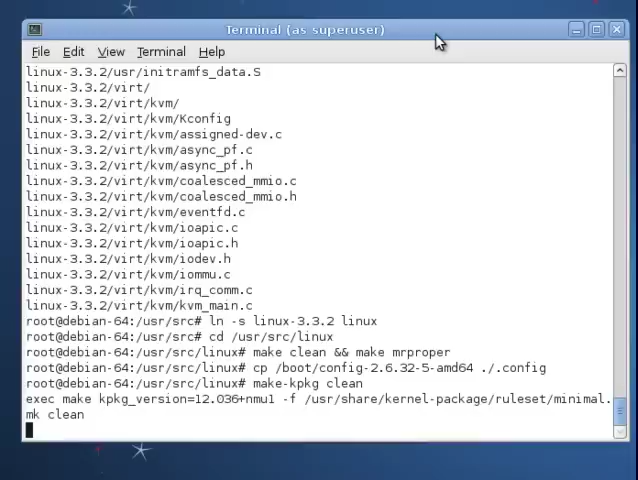 Terminal (as superuser)
File Edit View Terminal Help
linux-3.3.2/usr/initramfs_data.S
linux-3.3.2/virt/
linux-3.3.2/virt/kvm/
linux-3.3.2/virt/kvm/Kconfig
linux-3.3.2/virt/kvm/assigned-dev.c
linux-3.3.2/virt/kvm/async_pf.c
linux-3.3.2/virt/kvm/async_pf.h
linux-3.3.2/virt/kvm/coalesced_mmio.c
linux-3.3.2/virt/kvm/coalesced_mmio.h
linux-3.3.2/virt/kvm/eventfd.c
linux-3.3.2/virt/kvm/ioapic.c
linux-3.3.2/virt/kvm/ioapic.h
linux-3.3.2/virt/kvm/iodev.h
linux-3.3.2/virt/kvm/iommu.c
linux-3.3.2/virt/kvm/irq_comm.c
linux-3.3.2/virt/kvm/kvm_main.c
root@debian-64:/usr/src# ln -s linux-3.3.2 linux
root@debian-64:/usr/src# cd /usr/src/linux
root@debian-64:/usr/src/linux# make clean && make mrproper
root@debian-64:/usr/src/linux# cp /boot/config-2.6.32-5-amd64 ./.config
root@debian-64:/usr/src/linux# make-kpkg clean
exec make kpkg_version=12.036+nmu1 -f /usr/share/kernel-package/ruleset/minimal.
mk clean